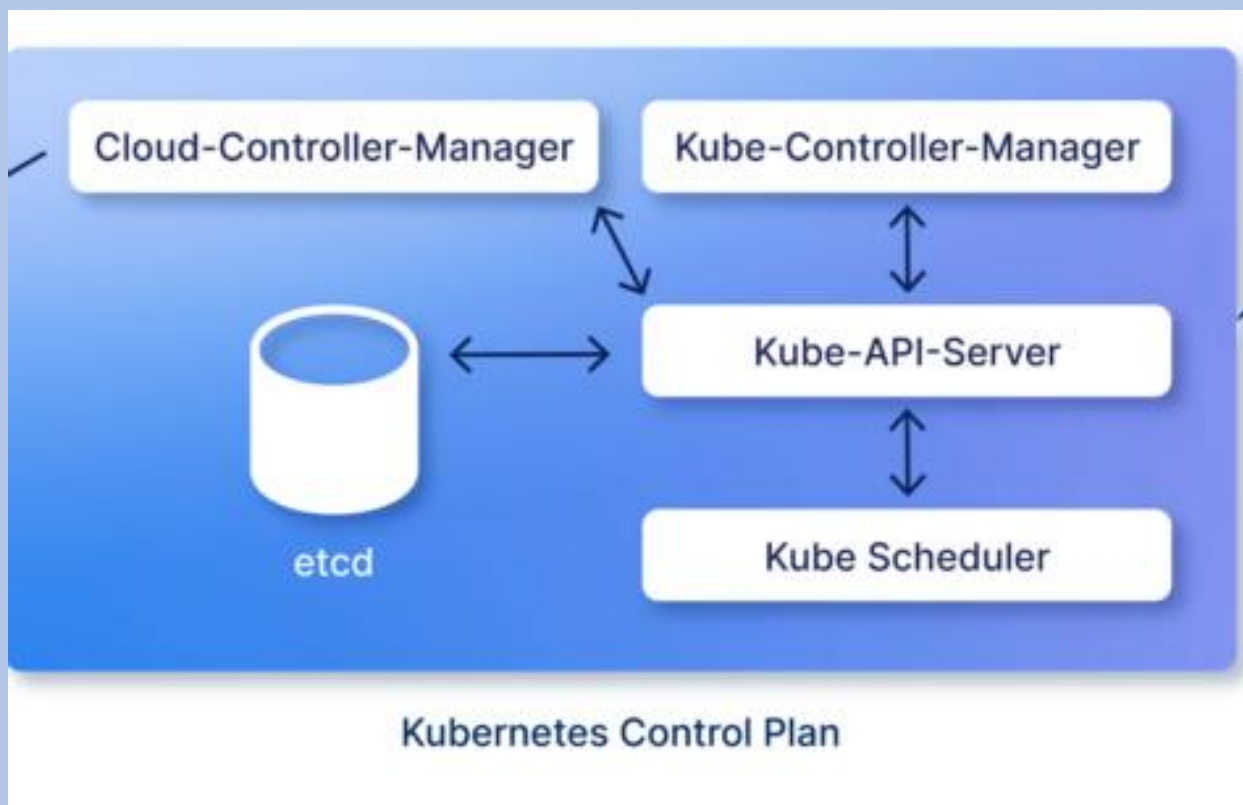 Cloud-Controller-Manager
Kube-Controller-Manager
Kube-API-Server
etcd
Kube Scheduler
Kubernetes Control Plan